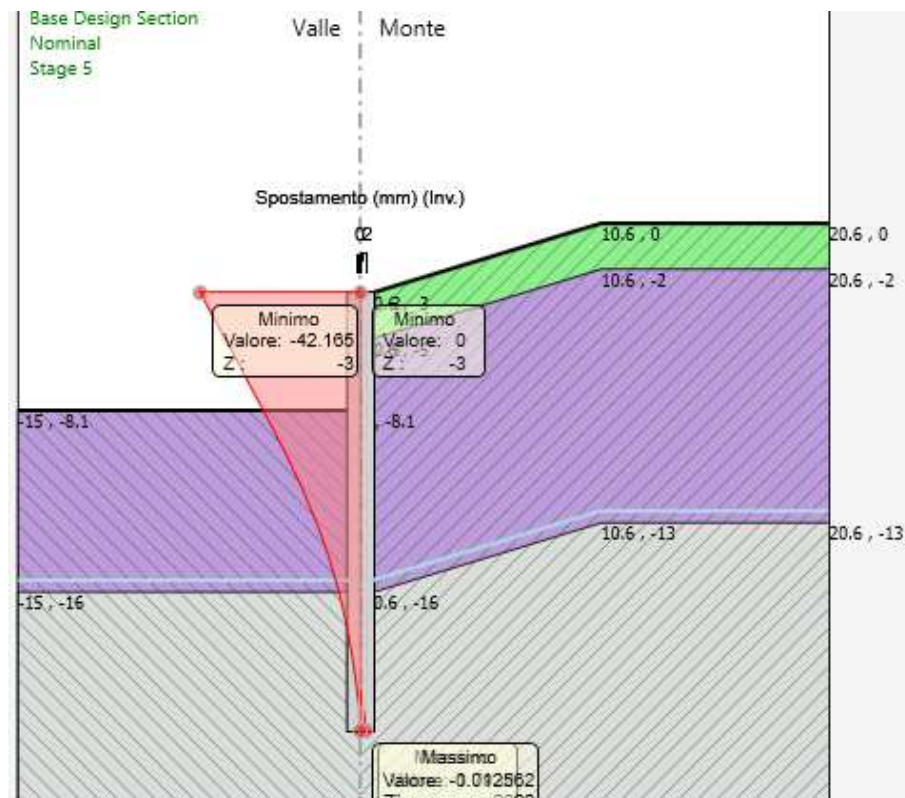 Base Design Section
Nominal
Stage 5
Valle
Monte
Spostamento (mm) (Inv.)
10.6 , 0
20.6 , 0
10.6 , -2
20.6 , -2
Minimo
Valore: -42.165
Z : -3
Minimo
Valore: 0
Z : -3
-15 , -8.1
, -8.1
10.6 , -13
20.6 , -13
-15 , -16
0.6 , -16
Massimo
Valore: